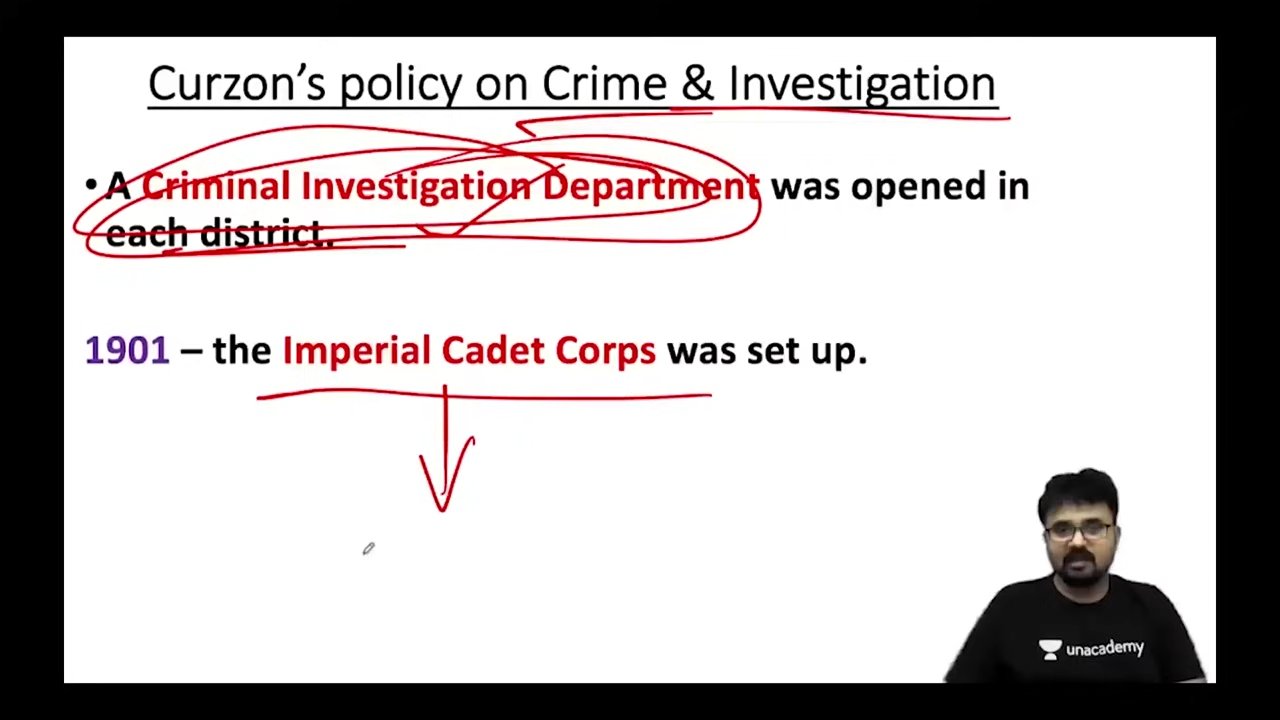 Curzon’s policy on Crime & Investigation
• A Criminal Investigation Department was opened in
each district.
1901 – the Imperial Cadet Corps was set up.
unacademy